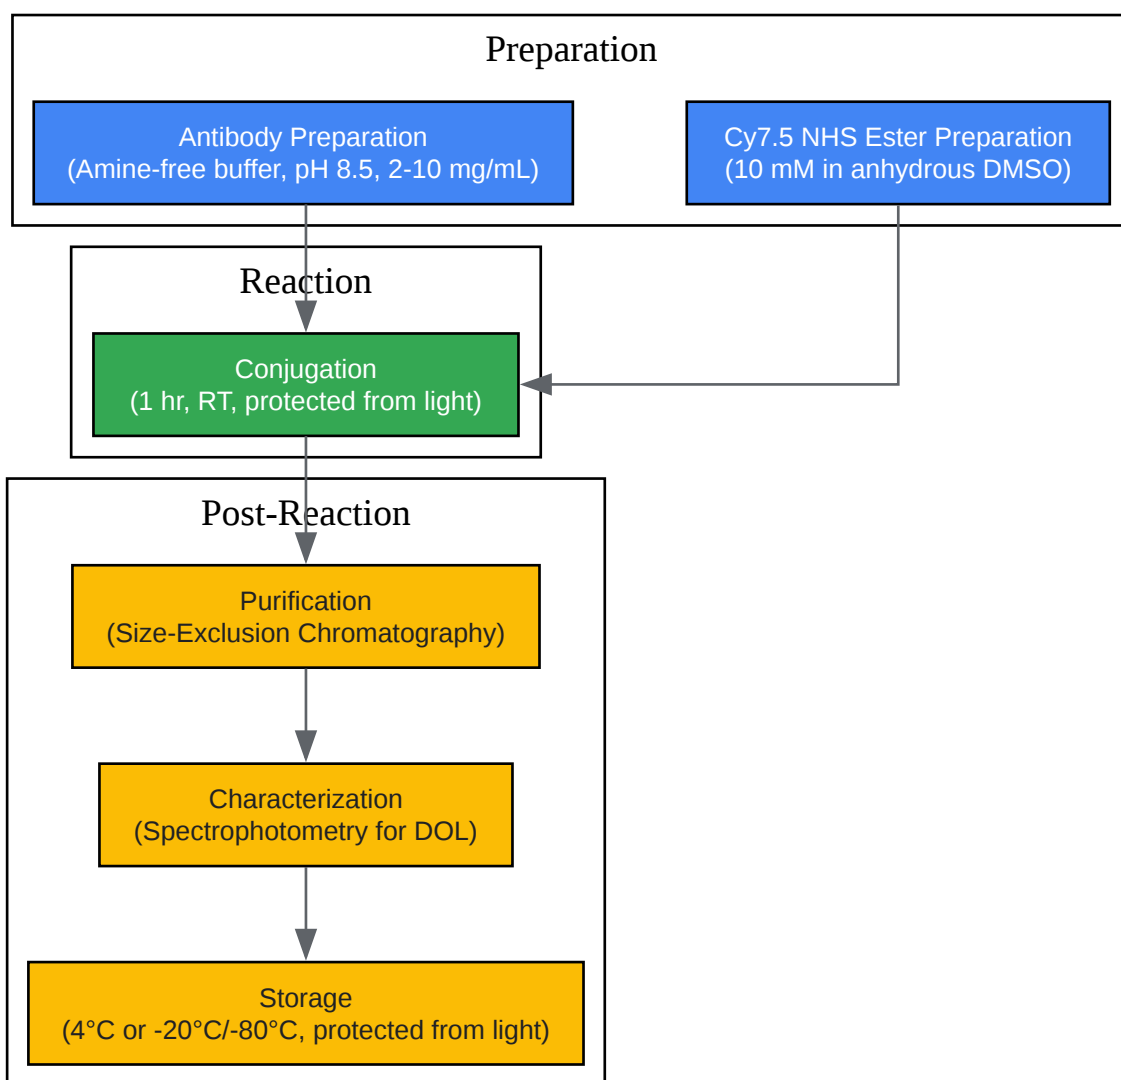 Preparation
Antibody Preparation
(Amine-free buffer, pH 8.5, 2-10 mg/mL)
Cy7.5 NHS Ester Preparation
(10 mM in anhydrous DMSO)
Reaction
Conjugation
(1 hr, RT, protected from light)
Post-Reaction
Purification
(Size-Exclusion Chromatography)
Characterization
(Spectrophotometry for DOL)
Storage
(4°C or -20°C/-80°C, protected from light)